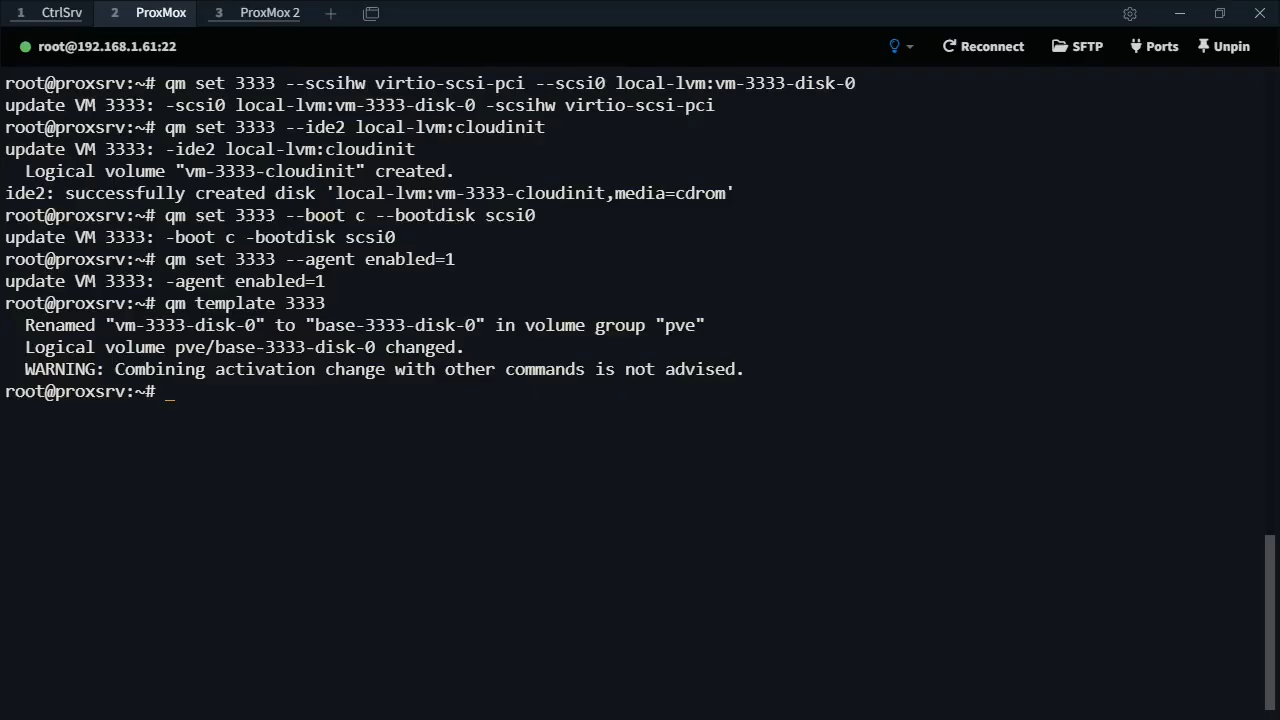 1 CtrlSrv 2 ProxMox 3 ProxMox 2 +
root@192.168.1.61:22 Reconnect SFTP Ports Unpin
root@proxsrv:~# qm set 3333 --scsihw virtio-scsi-pci --scsi0 local-lvm:vm-3333-disk-0
update VM 3333: -scsi0 local-lvm:vm-3333-disk-0 -scsihw virtio-scsi-pci
root@proxsrv:~# qm set 3333 --ide2 local-lvm:cloudinit
update VM 3333: -ide2 local-lvm:cloudinit
  Logical volume "vm-3333-cloudinit" created.
ide2: successfully created disk 'local-lvm:vm-3333-cloudinit,media=cdrom'
root@proxsrv:~# qm set 3333 --boot c --bootdisk scsi0
update VM 3333: -boot c -bootdisk scsi0
root@proxsrv:~# qm set 3333 --agent enabled=1
update VM 3333: -agent enabled=1
root@proxsrv:~# qm template 3333
  Renamed "vm-3333-disk-0" to "base-3333-disk-0" in volume group "pve"
  Logical volume pve/base-3333-disk-0 changed.
  WARNING: Combining activation change with other commands is not advised.
root@proxsrv:~# _